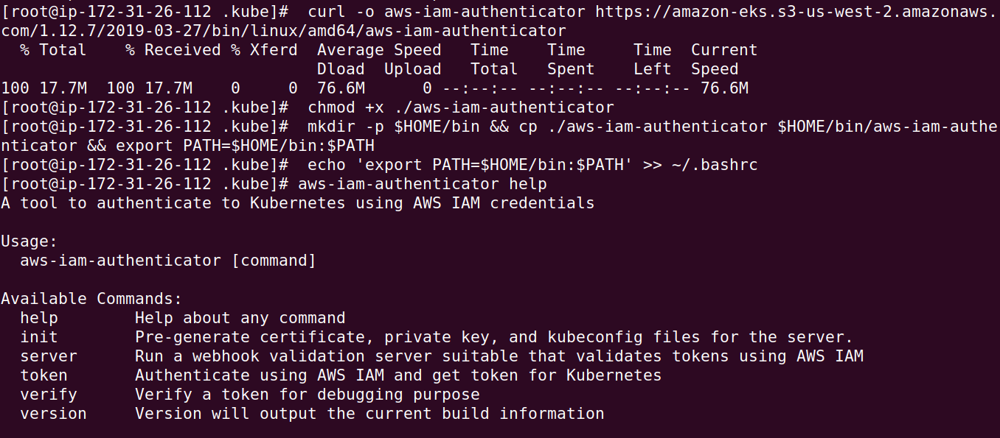 [root@ip-172-31-26-112 .kube]#  curl -o aws-iam-authenticator https://amazon-eks.s3-us-west-2.amazonaws.
com/1.12.7/2019-03-27/bin/linux/amd64/aws-iam-authenticator
  % Total    % Received % Xferd  Average Speed   Time    Time     Time  Current
                                 Dload  Upload   Total   Spent    Left  Speed
100 17.7M  100 17.7M    0     0  76.6M      0 --:--:-- --:--:-- --:--:-- 76.6M
[root@ip-172-31-26-112 .kube]#  chmod +x ./aws-iam-authenticator
[root@ip-172-31-26-112 .kube]#  mkdir -p $HOME/bin && cp ./aws-iam-authenticator $HOME/bin/aws-iam-authe
nticator && export PATH=$HOME/bin:$PATH
[root@ip-172-31-26-112 .kube]#  echo 'export PATH=$HOME/bin:$PATH' >> ~/.bashrc
[root@ip-172-31-26-112 .kube]# aws-iam-authenticator help
A tool to authenticate to Kubernetes using AWS IAM credentials

Usage:
  aws-iam-authenticator [command]

Available Commands:
  help        Help about any command
  init        Pre-generate certificate, private key, and kubeconfig files for the server.
  server      Run a webhook validation server suitable that validates tokens using AWS IAM
  token       Authenticate using AWS IAM and get token for Kubernetes
  verify      Verify a token for debugging purpose
  version     Version will output the current build information